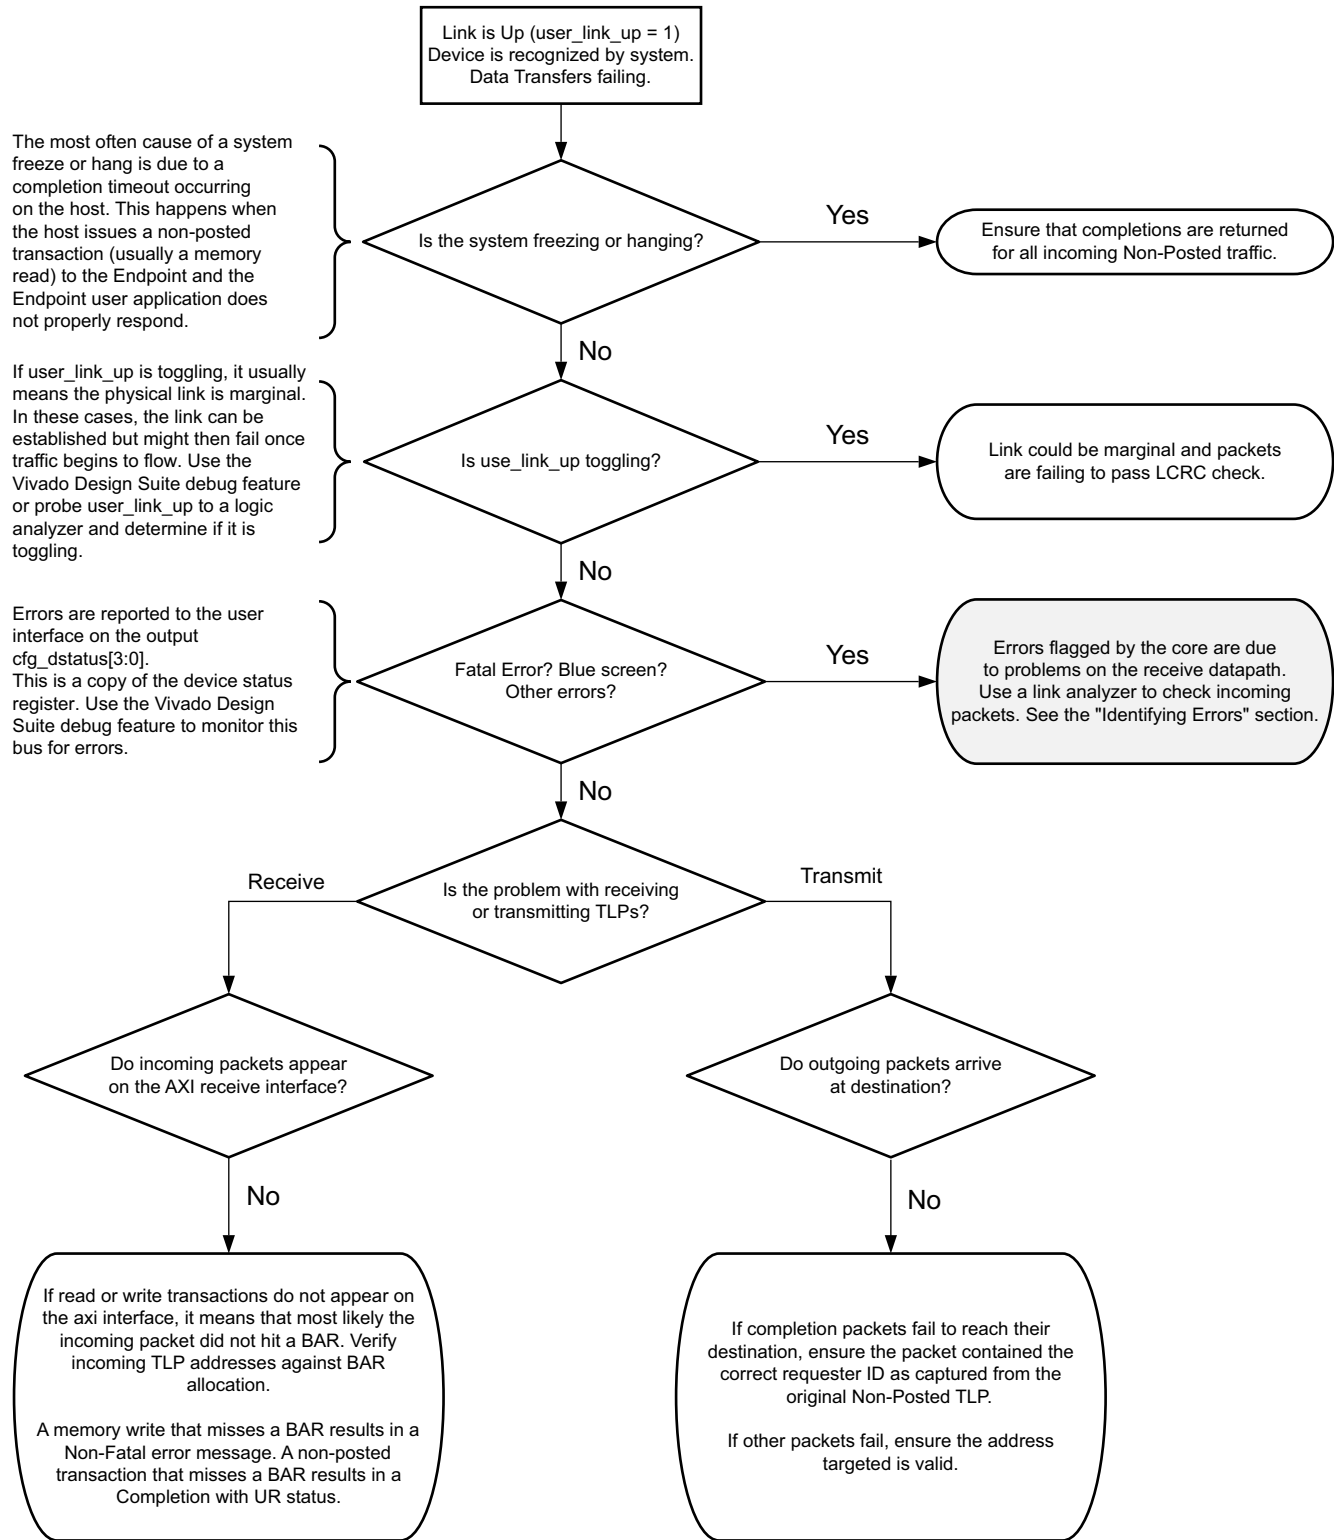 Link is Up (user_link_up = 1)
Device is recognized by system.
Data Transfers failing.
The most often cause of a system
freeze or hang is due to a
completion timeout occurring
on the host. This happens when
the host issues a non-posted
transaction (usually a memory
read) to the Endpoint and the
Endpoint user application does
not properly respond.
Is the system freezing or hanging?
Yes
Ensure that completions are returned
for all incoming Non-Posted traffic.
No
If user_link_up is toggling, it usually
means the physical link is marginal.
In these cases, the link can be
established but might then fail once
traffic begins to flow. Use the
Vivado Design Suite debug feature
or probe user_link_up to a logic
analyzer and determine if it is
toggling.
Is use_link_up toggling?
Yes
Link could be marginal and packets
are failing to pass LCRC check.
No
Errors are reported to the user
interface on the output
cfg_dstatus[3:0].
This is a copy of the device status
register. Use the Vivado Design
Suite debug feature to monitor this
bus for errors.
Fatal Error? Blue screen?
Other errors?
Yes
Errors flagged by the core are due
to problems on the receive datapath.
Use a link analyzer to check incoming
packets. See the "Identifying Errors" section.
No
Is the problem with receiving
or transmitting TLPs?
Receive
Transmit
Do incoming packets appear
on the AXI receive interface?
Do outgoing packets arrive
at destination?
No
No
If read or write transactions do not appear on
the axi interface, it means that most likely the
incoming packet did not hit a BAR. Verify
incoming TLP addresses against BAR
allocation.
A memory write that misses a BAR results in a
Non-Fatal error message. A non-posted
transaction that misses a BAR results in a
Completion with UR status.
If completion packets fail to reach their
destination, ensure the packet contained the
correct requester ID as captured from the
original Non-Posted TLP.
If other packets fail, ensure the address
targeted is valid.